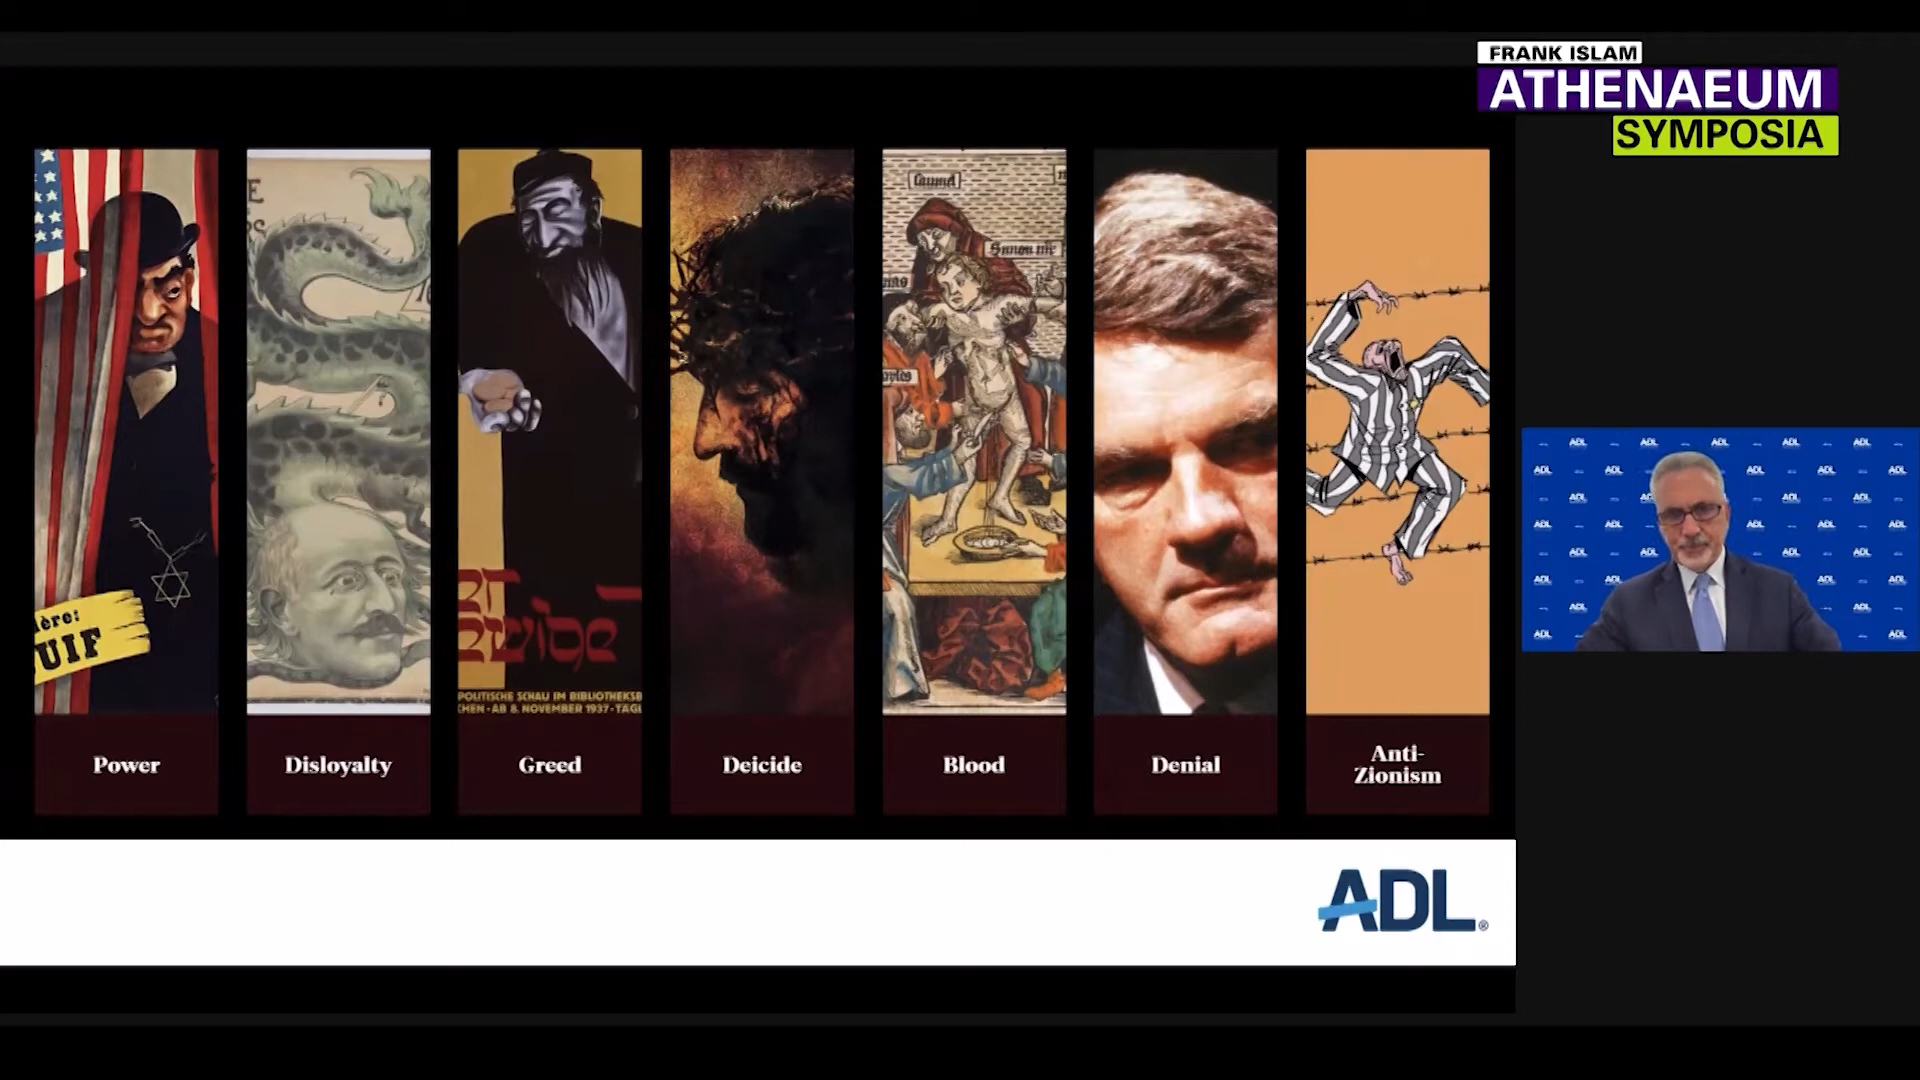 FRANK ISLAM
ATHENAEUM
SYMPOSIA
ière:
UIF
POLITISCHE SCHAU IM BIBLIOTHEKSB
CHEN·AB 8. NOVEMBER 1937·TÄGL
Power
Disloyalty
Greed
Deicide
Blood
Denial
Anti-
Zionism
ADL